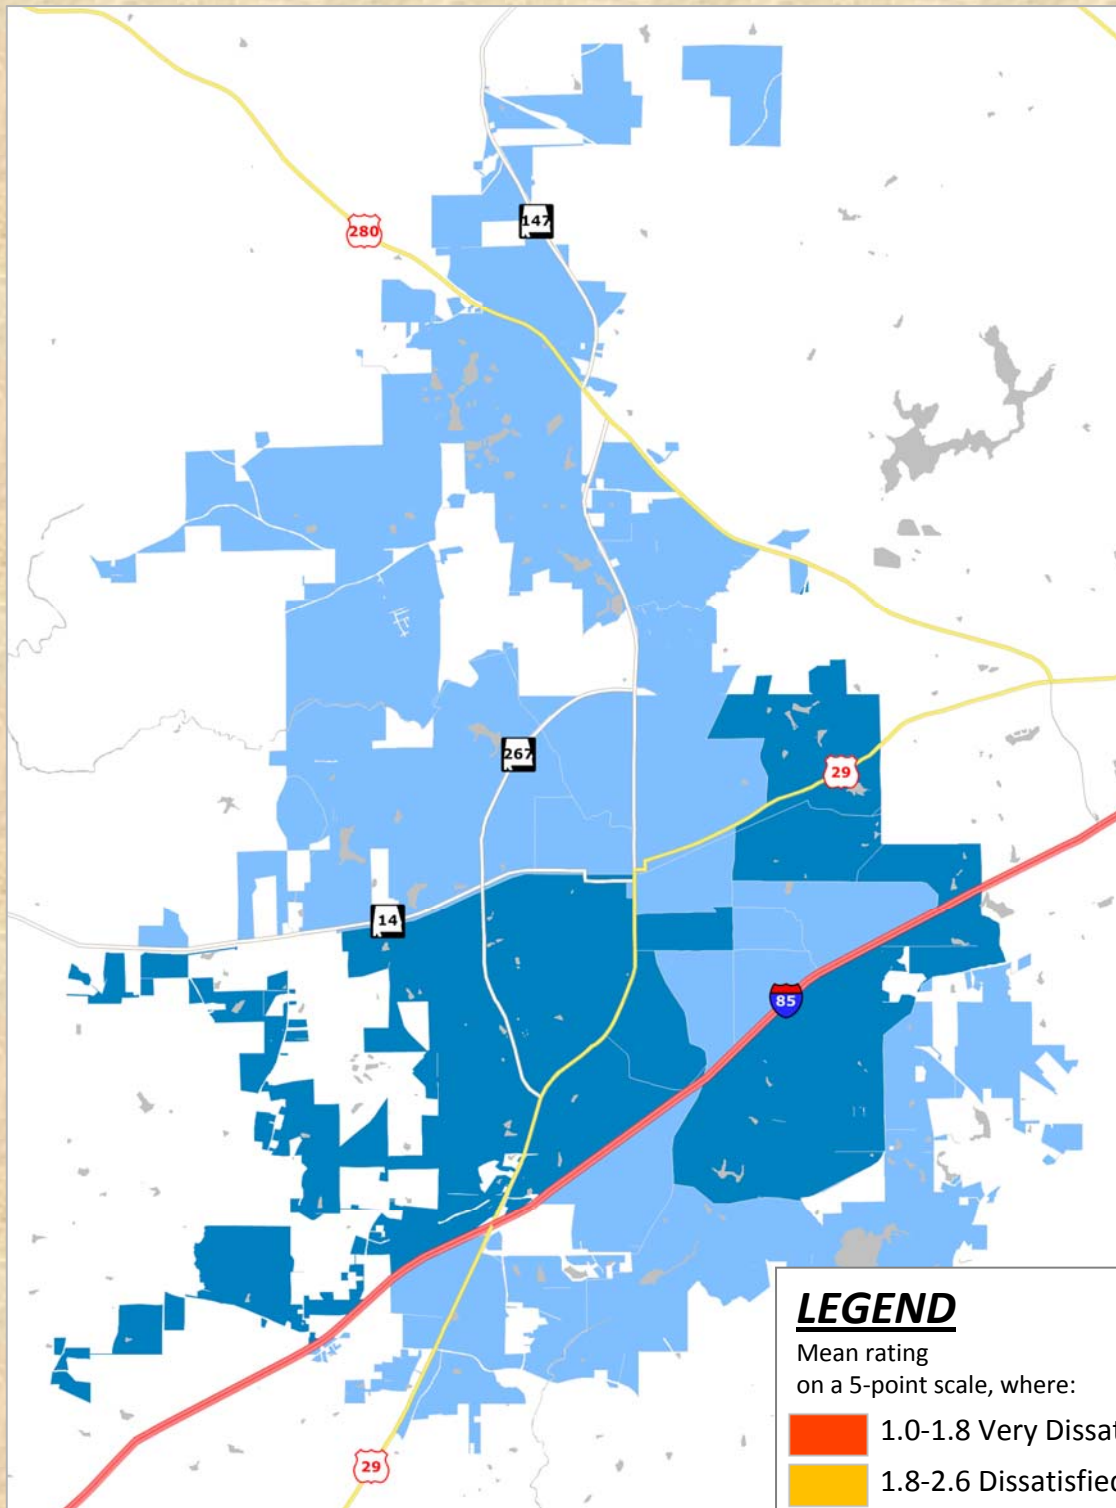 147
280
267
29
14
85
29
LEGEND
Mean rating
on a 5-point scale, where:
1.0-1.8 Very Dissat
1.8-2.6 Dissatisfied